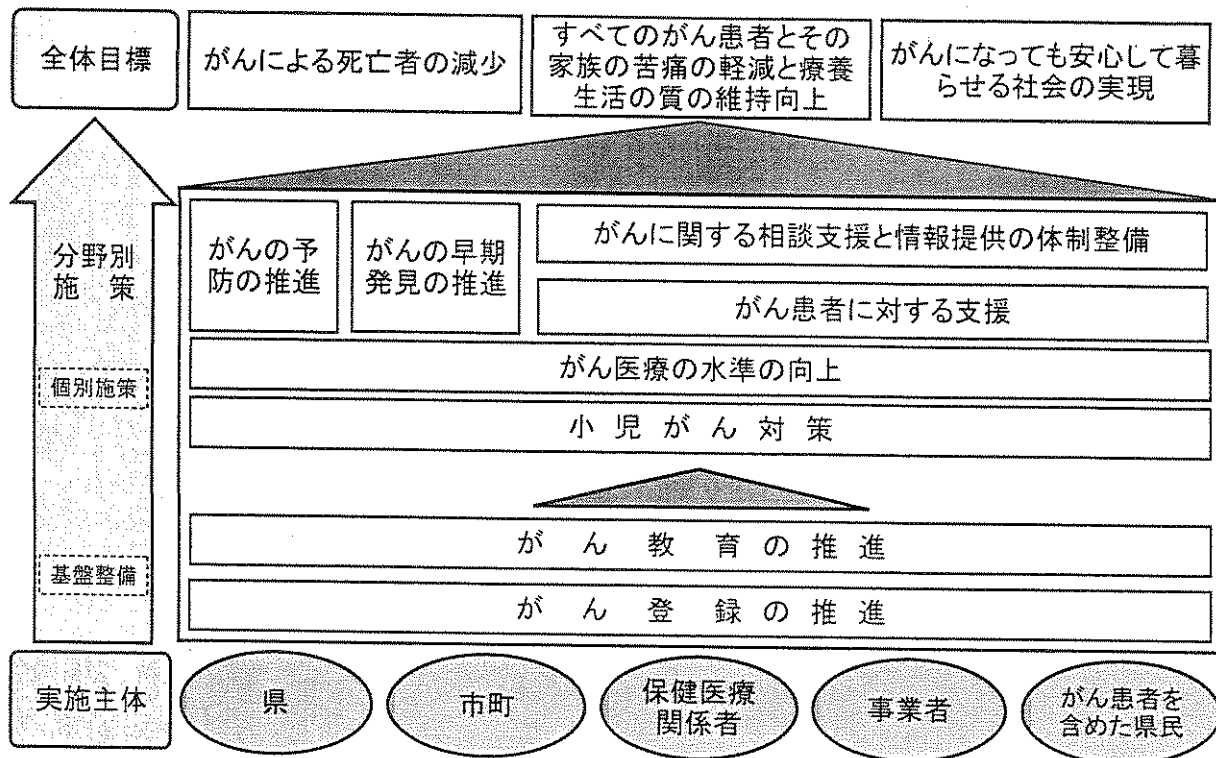 全体目標
がんによる死亡者の減少
すべてのがん患者とその
家族の苦痛の軽減と療養
生活の質の維持向上
がんになっても安心して暮
らせる社会の実現
分野別
施　策
がんの予
防の推進
がんの早期
発見の推進
がんに関する相談支援と情報提供の体制整備
がん患者に対する支援
個別施策
がん医療の水準の向上
小 児 が ん 対 策
基盤整備
が ん 教 育 の 推 進
が ん 登 録 の 推 進
実施主体
県
市町
保健医療
関係者
事業者
がん患者を
含めた県民